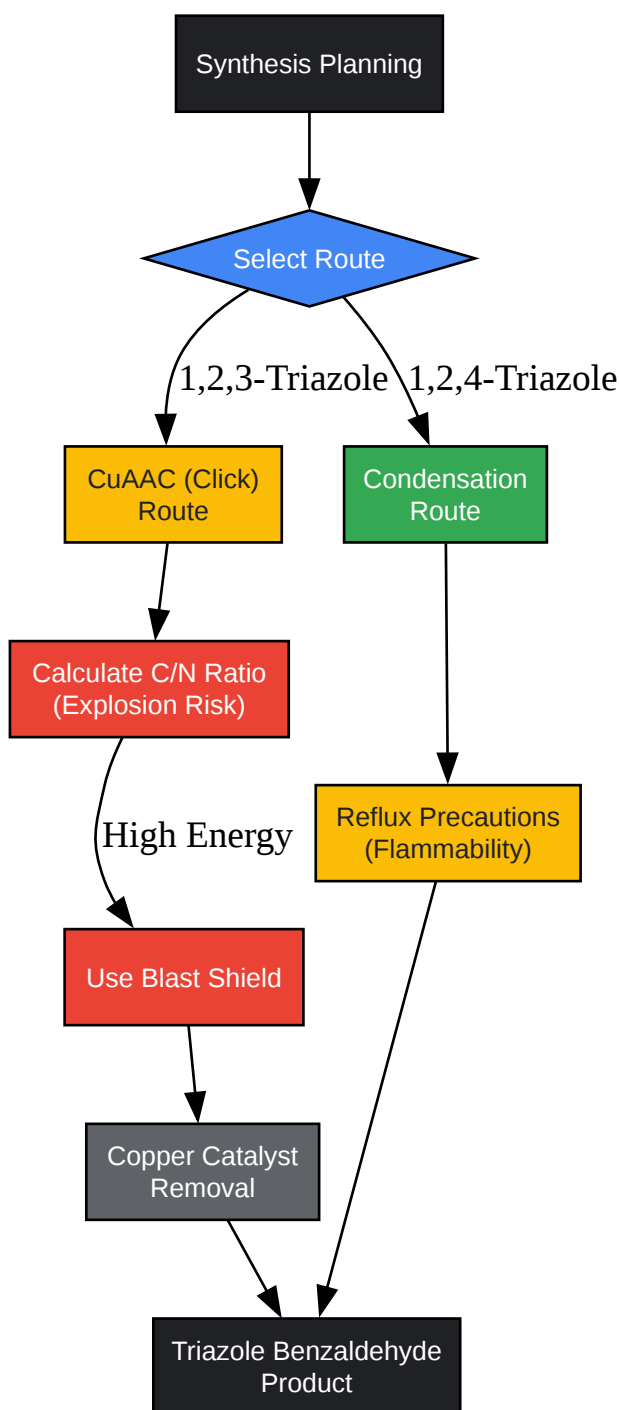 Synthesis Planning
Select Route
1,2,3-Triazole
1,2,4-Triazole
CuAAC (Click)
Route
Condensation
Route
Calculate C/N Ratio
(Explosion Risk)
High Energy
Reflux Precautions
(Flammability)
Use Blast Shield
Copper Catalyst
Removal
Triazole Benzaldehyde
Product